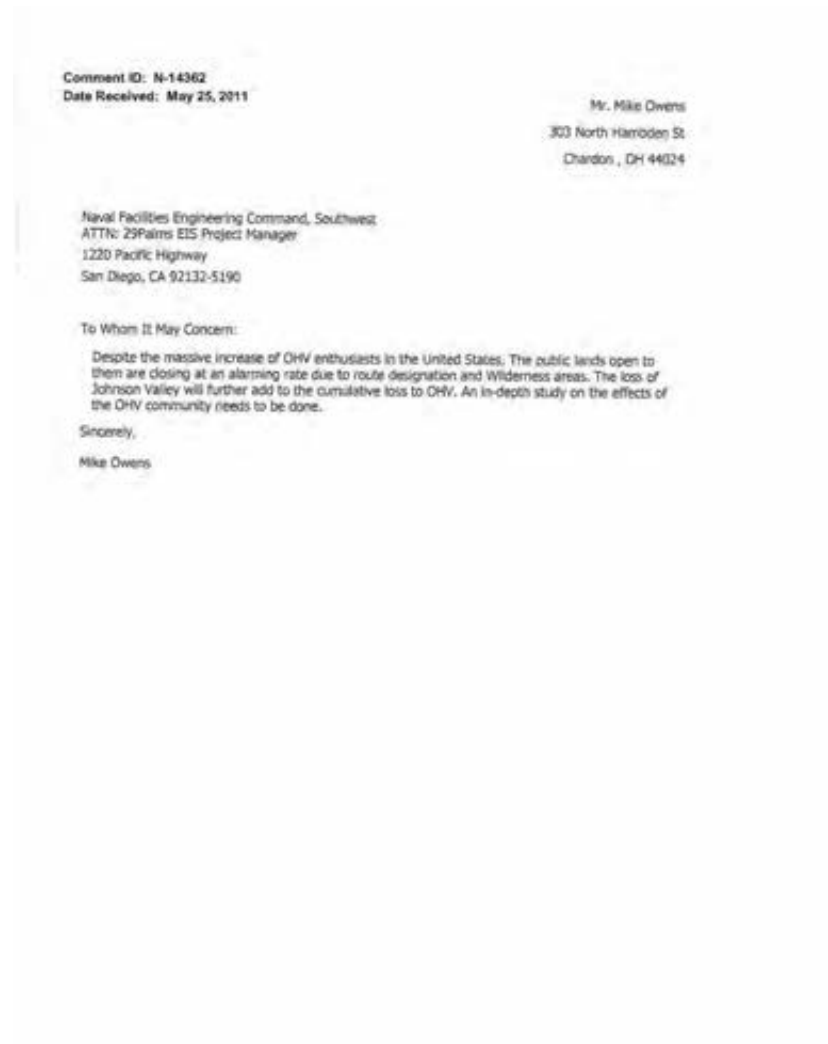 Comment ID: N-14362
Date Received: May 25, 2011
Mr. Mike Owens
303 North Hambden St
Chardon , OH 44024
Naval Facilities Engineering Command, Southwest
ATTN: 29Palms EIS Project Manager
1220 Pacific Highway
San Diego, CA 92132-5190
To Whom It May Concern:
Despite the massive increase of OHV enthusiasts in the United States. The public lands open to
them are closing at an alarming rate due to route designation and Wilderness areas. The loss of
Johnson Valley will further add to the cumulative loss to OHV. An in-depth study on the effects of
the OHV community needs to be done.
Sincerely,
Mike Owens